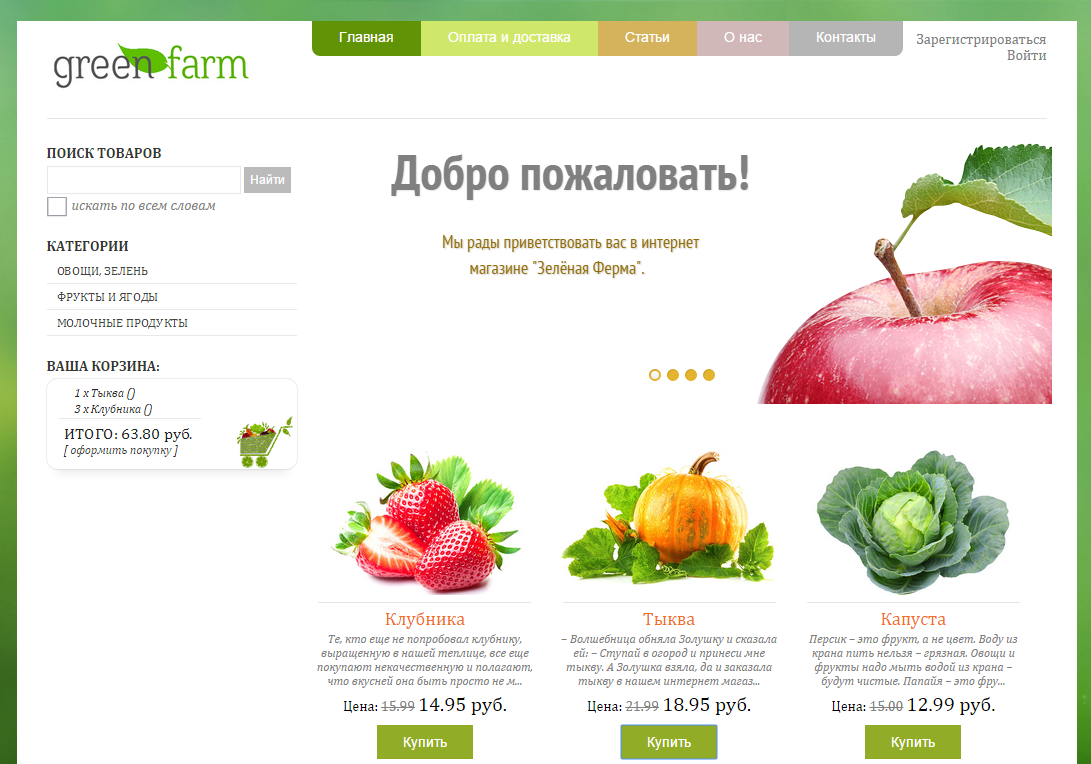 green farm
Главная
Оплата и доставка
Статьи
О нас
Контакты
Зарегистрироваться
Войти
ПОИСК ТОВАРОВ
Найти
искать по всем словам
КАТЕГОРИИ
ОВОЩИ, ЗЕЛЕНЬ
ФРУКТЫ И ЯГОДЫ
МОЛОЧНЫЕ ПРОДУКТЫ
ВАША КОРЗИНА:
1 x Тыква ()
3 x Клубника ()
ИТОГО: 63.80 руб.
[ оформить покупку ]
Добро пожаловать!
Мы рады приветствовать вас в интернет
магазине "Зелёная Ферма".
Клубника
Те, кто еще не попробовал клубнику,
выращенную в нашей теплице, все еще
покупают некачественную и полагают,
что вкусней она быть просто не м...
Цена: 15.99 14.95 руб.
Купить
Тыква
– Волшебница обняла Золушку и сказала
ей: – Ступай в огород и принеси мне
тыкву. А Золушка взяла, да и заказала
тыкву в нашем интернет магаз...
Цена: 21.99 18.95 руб.
Купить
Капуста
Персик – это фрукт, а не цвет. Воду из
крана пить нельзя – грязная. Овощи и
фрукты надо мыть водой из крана –
будут чистые. Папайя – это фру...
Цена: 15.00 12.99 руб.
Купить